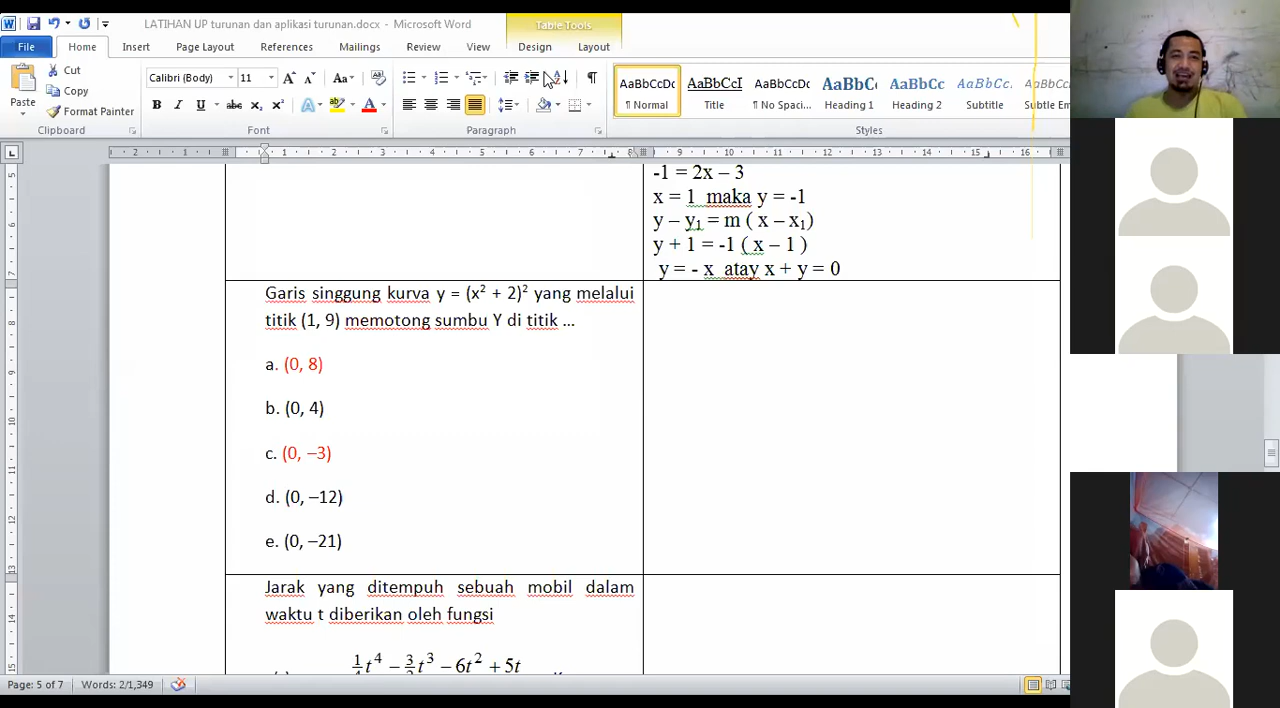 LATIHAN UP turunan dan aplikasi turunan.docx - Microsoft Word
Table Tools
File Home Insert Page Layout References Mailings Review View Design Layout
Paste
Cut
Copy
Format Painter
Calibri (Body) 11
AaBbCcDc AaBbCcI AaBbCcDc AaBbC AaBbCc AaBbCc.
¶ Normal Title ¶ No Spaci... Heading 1 Heading 2 Subtitle Subtle Em
Clipboard Font Paragraph Styles
-1 = 2x – 3
x = 1 maka y = -1
y – y₁ = m ( x – x₁)
y + 1 = -1 ( x – 1 )
y = - x atay x + y = 0
Garis singgung kurva y = (x² + 2)² yang melalui
titik (1, 9) memotong sumbu Y di titik ...
a. (0, 8)
b. (0, 4)
c. (0, –3)
d. (0, –12)
e. (0, –21)
Jarak yang ditempuh sebuah mobil dalam
waktu t diberikan oleh fungsi
Page: 5 of 7 Words: 2/1,349